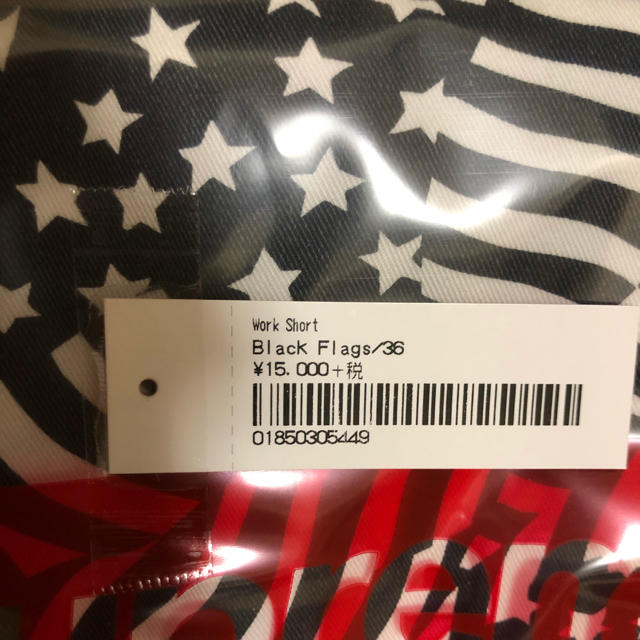 Work Short
Black Flags/36
¥15.000+税
01850305449